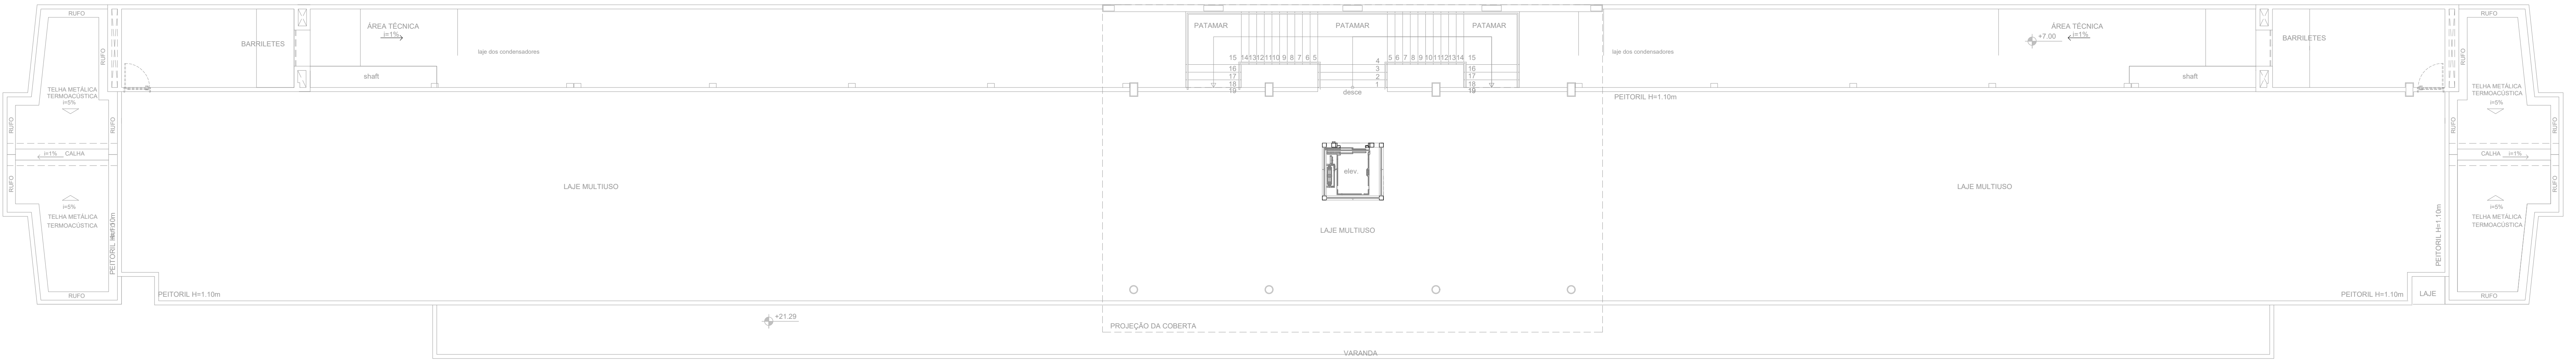 RUFO
RUFO
BARRILETES
ÁREA TÉCNICA
i=1%
laje dos condensadores
shaft
PATAMAR
PATAMAR
PATAMAR
15 14 13 12 11 10 9 8 7 6 5
16
17
18
19
4
3
2
1
desce
5 6 7 8 9 10 11 12 13 14 15
16
17
18
19
laje dos condensadores
ÁREA TÉCNICA
+7.00
i=1%
shaft
BARRILETES
RUFO
RUFO
TELHA METÁLICA
TERMOACÚSTICA
i=5%
RUFO
RUFO
i=1% CALHA
RUFO
i=5%
TELHA METÁLICA
TERMOACÚSTICA
PEITORIL H=1.10m
RUFO
PEITORIL H=1.10m
LAJE MULTIUSO
elev.
LAJE MULTIUSO
PEITORIL H=1.10m
LAJE MULTIUSO
TELHA METÁLICA
TERMOACÚSTICA
i=5%
RUFO
RUFO
CALHA i=1%
RUFO
i=5%
TELHA METÁLICA
TERMOACÚSTICA
PEITORIL H=1.10m
PEITORIL H=1.10m
LAJE
RUFO
+21.29
PROJEÇÃO DA COBERTA
VARANDA